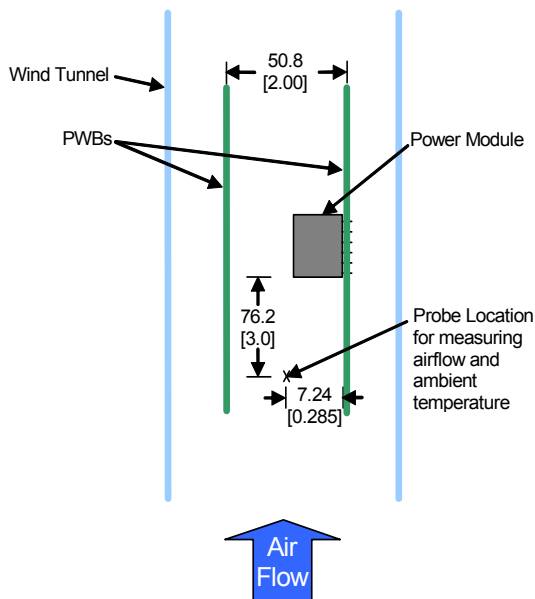 50.8
[2.00]
Wind Tunnel
PWBs
Power Module
76.2
[3.0]
Probe Location
for measuring
airflow and
ambient
temperature
x
7.24
[0.285]
Air
Flow